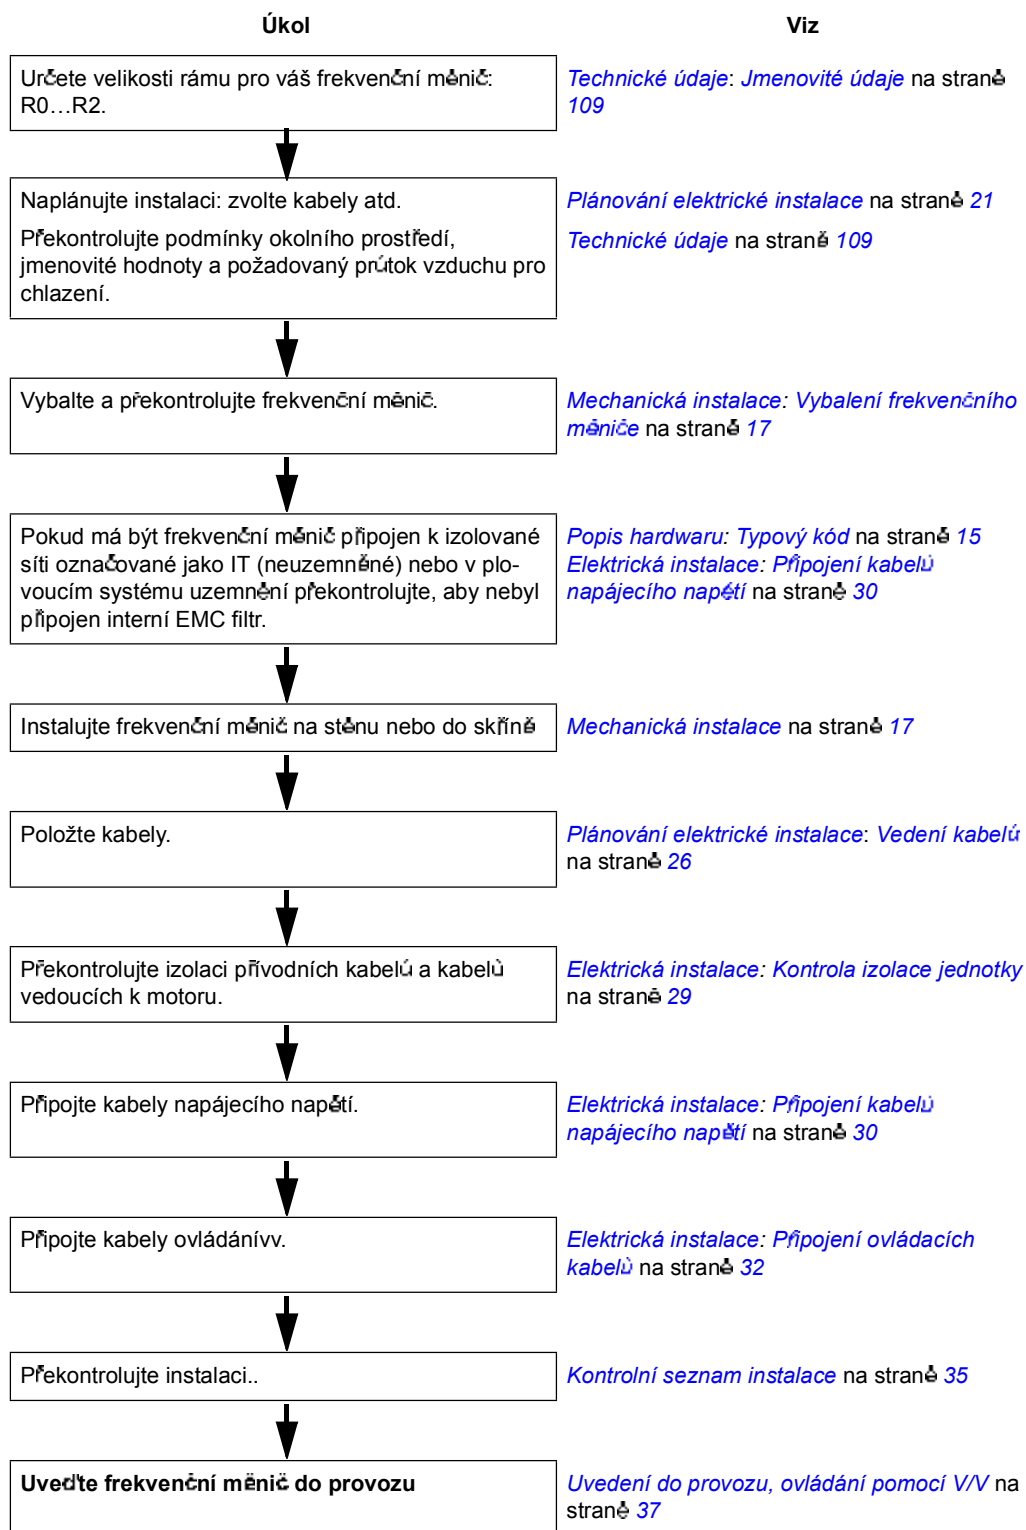 Úkol
Viz
Určete velikosti rámu pro váš frekvenční měnič:
R0…R2.
Technické údaje: Jmenovité údaje na straně
109
Naplánujte instalaci: zvolte kabely atd.
Překontrolujte podmínky okolního prostředí,
jmenovité hodnoty a požadovaný průtok vzduchu pro
chlazení.
Plánování elektrické instalace na straně 21
Technické údaje na straně 109
Vybalte a překontrolujte frekvenční měnič.
Mechanická instalace: Vybalení frekvenčního
měniče na straně 17
Pokud má být frekvenční měnič připojen k izolované
síti označované jako IT (neuzemněné) nebo v plo-
voucím systému uzemnění překontrolujte, aby nebyl
připojen interní EMC filtr.
Popis hardwaru: Typový kód na straně 15
Elektrická instalace: Připojení kabelů
napájecího napětí na straně 30
Instalujte frekvenční měnič na stěnu nebo do skříně
Mechanická instalace na straně 17
Položte kabely.
Plánování elektrické instalace: Vedení kabelů
na straně 26
Překontrolujte izolaci přívodních kabelů a kabelů
vedoucích k motoru.
Elektrická instalace: Kontrola izolace jednotky
na straně 29
Připojte kabely napájecího napětí.
Elektrická instalace: Připojení kabelů
napájecího napětí na straně 30
Připojte kabely ovládánívv.
Elektrická instalace: Připojení ovládacích
kabelů na straně 32
Překontrolujte instalaci..
Kontrolní seznam instalace na straně 35
Uveďte frekvenční měnič do provozu
Uvedení do provozu, ovládání pomocí V/V na
straně 37